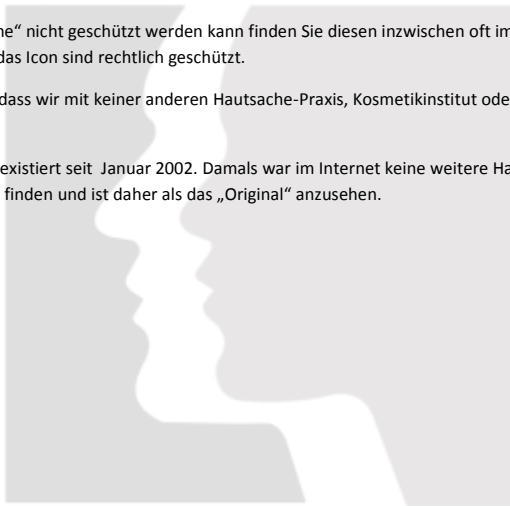 ne“ nicht geschützt werden kann finden Sie diesen inzwischen oft im
das Icon sind rechtlich geschützt.
dass wir mit keiner anderen Hautsache-Praxis, Kosmetikinstitut ode
existiert seit Januar 2002. Damals war im Internet keine weitere Ha
finden und ist daher als das „Original“ anzusehen.